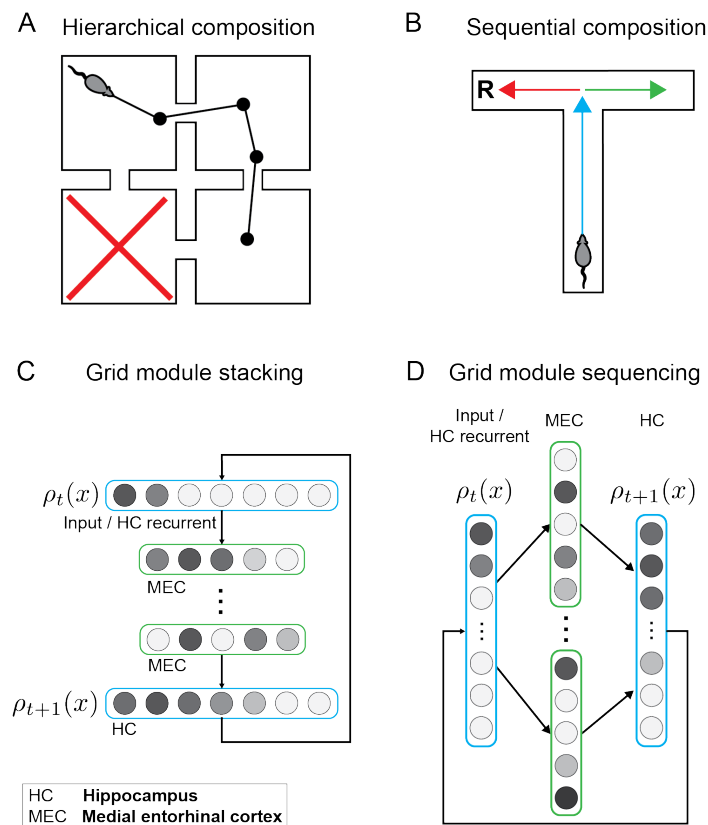 A Hierarchical composition
B Sequential composition
R
C Grid module stacking
ρt(x)
Input / HC recurrent
MEC
MEC
ρt+1(x)
HC
HC Hippocampus
MEC Medial entorhinal cortex
D Grid module sequencing
Input /
HC recurrent
MEC
HC
ρt(x)
ρt+1(x)